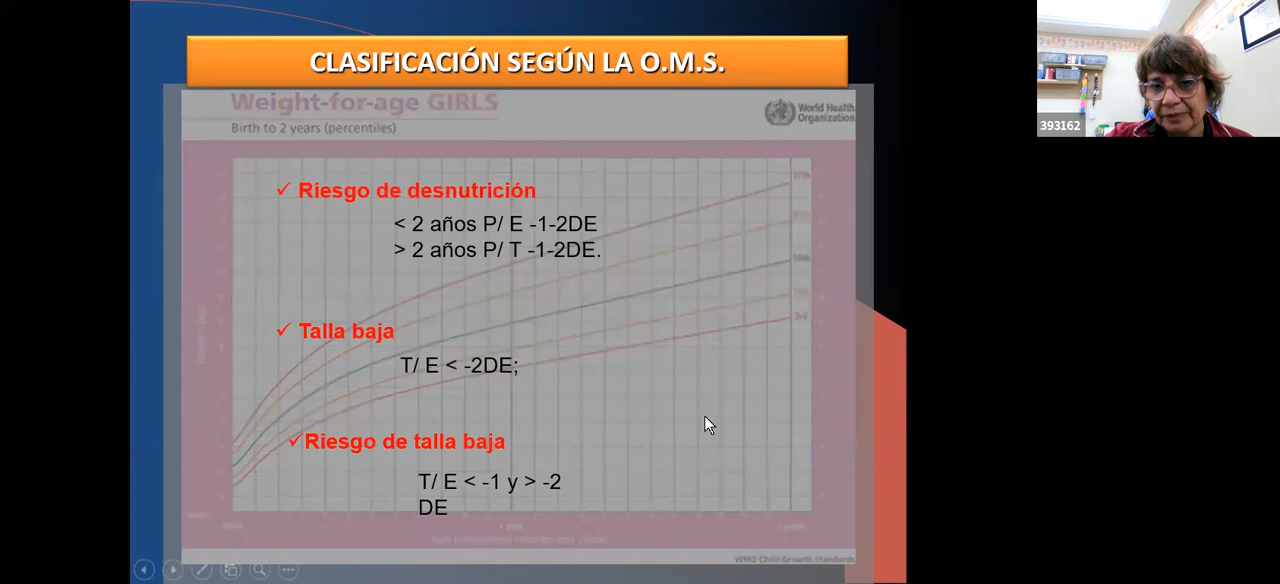 CLASIFICACIÓN SEGÚN LA O.M.S.
Weight-for-age GIRLS
Birth to 2 years (percentiles)
World Health
Organization
✓ Riesgo de desnutrición
< 2 años P/ E -1-2DE
> 2 años P/ T -1-2DE.
✓ Talla baja
T/ E < -2DE;
✓Riesgo de talla baja
T/ E < -1 y > -2
DE
WHO Child Growth Standards
393162